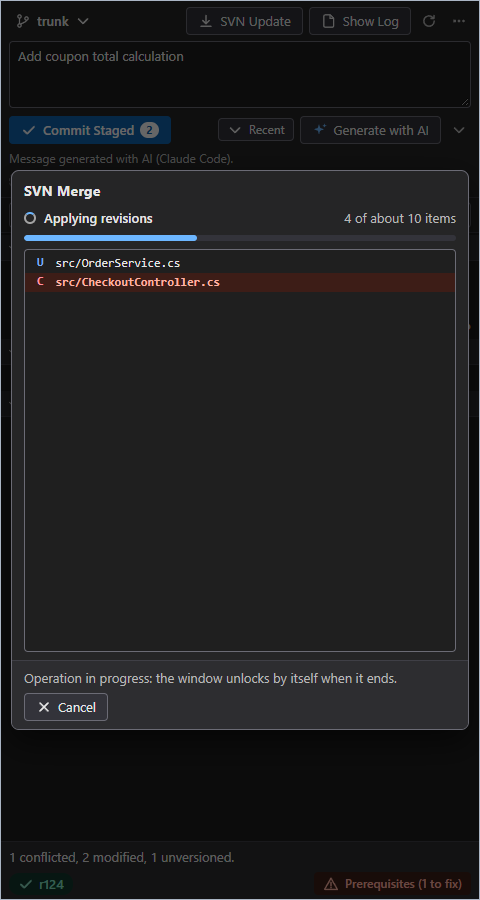 trunk
SVN Update
Show Log
Add coupon total calculation
Commit Staged 2
Recent
Generate with AI
Message generated with AI (Claude Code).
SVN Merge
Applying revisions
4 of about 10 items
U src/OrderService.cs
C src/CheckoutController.cs
Operation in progress: the window unlocks by itself when it ends.
Cancel
1 conflicted, 2 modified, 1 unversioned.
r124
Prerequisites (1 to fix)